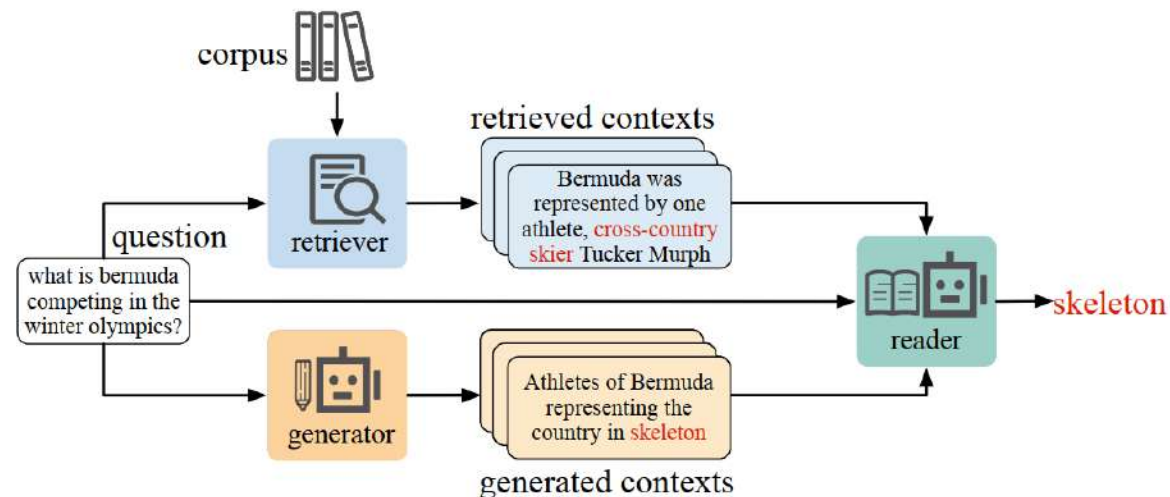 corpus
retrieved contexts
Bermuda was
represented by one
athlete, cross-country
skier Tucker Murph
retriever
question
what is bermuda
competing in the
winter olympics?
skeleton
reader
Athletes of Bermuda
representing the
country in skeleton
generator
generated contexts